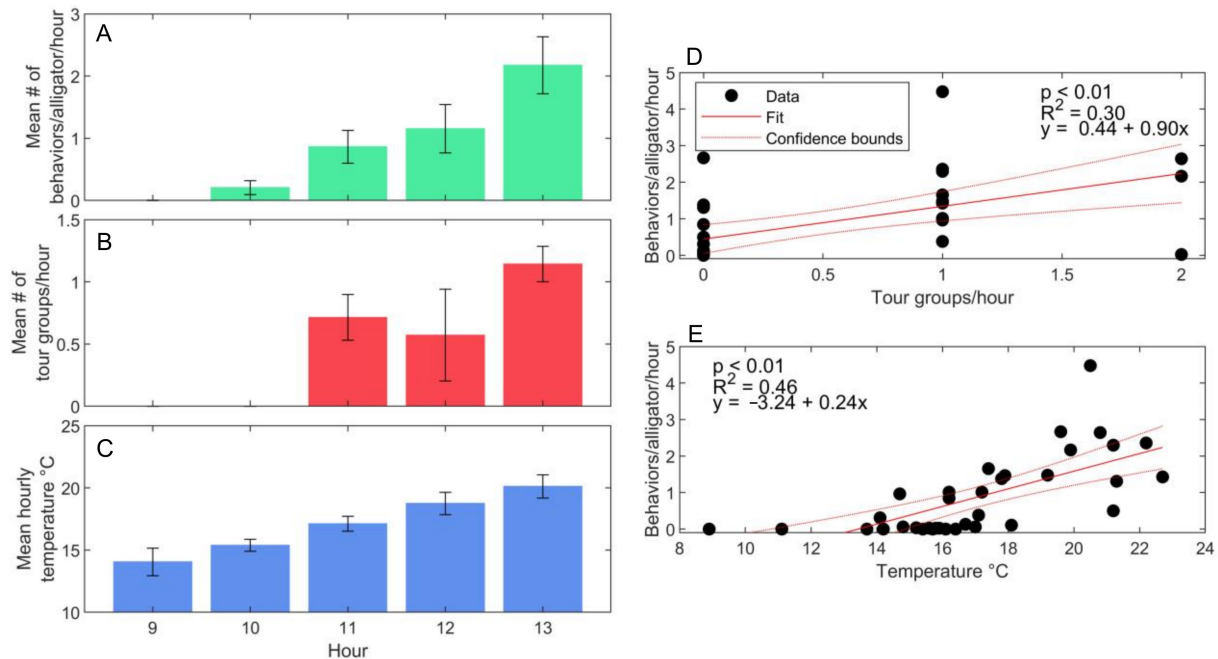 A
Mean # of
behaviors/alligator/hour
3
2
1
0
B
Mean # of
tour groups/hour
1.5
1
0.5
0
C
Mean hourly
temperature °C
25
20
15
10
9 10 11 12 13
Hour
D
Behaviors/alligator/hour
5
4
3
2
1
0
Data
Fit
Confidence bounds
p < 0.01
R² = 0.30
y = 0.44 + 0.90x
0 0.5 1 1.5 2
Tour groups/hour
E
Behaviors/alligator/hour
5
4
3
2
1
0
p < 0.01
R² = 0.46
y = −3.24 + 0.24x
8 10 12 14 16 18 20 22 24
Temperature °C